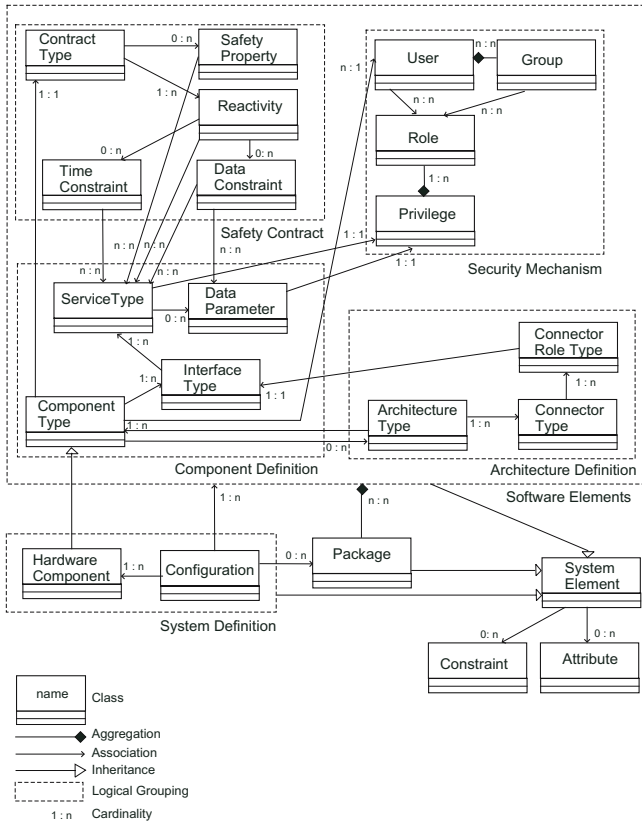 Contract
Type
0 : n
Safety
Property
1 : n
Reactivity
1 : 1
0 : n
0: n
Time
Constraint
Data
Constraint
Safety Contract
n : n
n : n
n : n
n : n
n : n
n : 1
User
n : n
Group
n : n
n : n
Role
1 : n
Privilege
1 : 1
1 : 1
Security Mechanism
ServiceType
0 : n
Data
Parameter
1 : n
Interface
Type
1 : n
1 : 1
Component
Type
1 : n
0 : n
Component Definition
Connector
Role Type
1 : n
Architecture
Type
1 : n
Connector
Type
Architecture Definition
Software Elements
1 : n
n : n
Hardware
Component
1 : n
Configuration
0 : n
Package
System
Element
System Definition
0: n
0 : n
Constraint
Attribute
name
Class
Aggregation
Association
Inheritance
Logical Grouping
1 : n
Cardinality